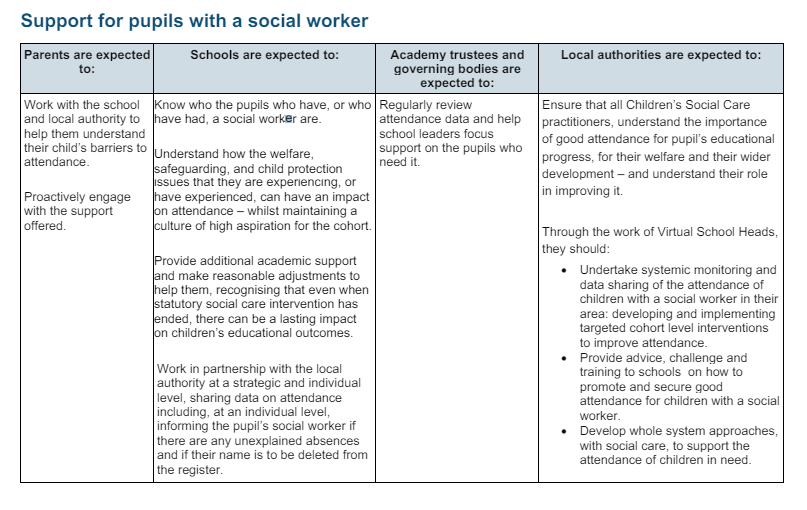 Support for pupils with a social worker
Parents are expected
to:
Schools are expected to:
Academy trustees and
governing bodies are
expected to:
Local authorities are expected to:
Work with the school
and local authority to
help them understand
their child's barriers to
attendance.
Proactively engage
with the support
offered.
Know who the pupils who have, or who
have had, a social worker are.
Understand how the welfare,
safeguarding, and child protection
issues that they are experiencing, or
have experienced, can have an impact
on attendance – whilst maintaining a
culture of high aspiration for the cohort.
Provide additional academic support
and make reasonable adjustments to
help them, recognising that even when
statutory social care intervention has
ended, there can be a lasting impact
on children's educational outcomes.
Work in partnership with the local
authority at a strategic and individual
level, sharing data on attendance
including, at an individual level,
informing the pupil's social worker if
there are any unexplained absences
and if their name is to be deleted from
the register.
Regularly review
attendance data and help
school leaders focus
support on the pupils who
need it.
Ensure that all Children's Social Care
practitioners, understand the importance
of good attendance for pupil's educational
progress, for their welfare and their wider
development – and understand their role
in improving it.
Through the work of Virtual School Heads,
they should:
• Undertake systemic monitoring and
data sharing of the attendance of
children with a social worker in their
area: developing and implementing
targeted cohort level interventions
to improve attendance.
• Provide advice, challenge and
training to schools on how to
promote and secure good
attendance for children with a social
worker.
• Develop whole system approaches,
with social care, to support the
attendance of children in need.